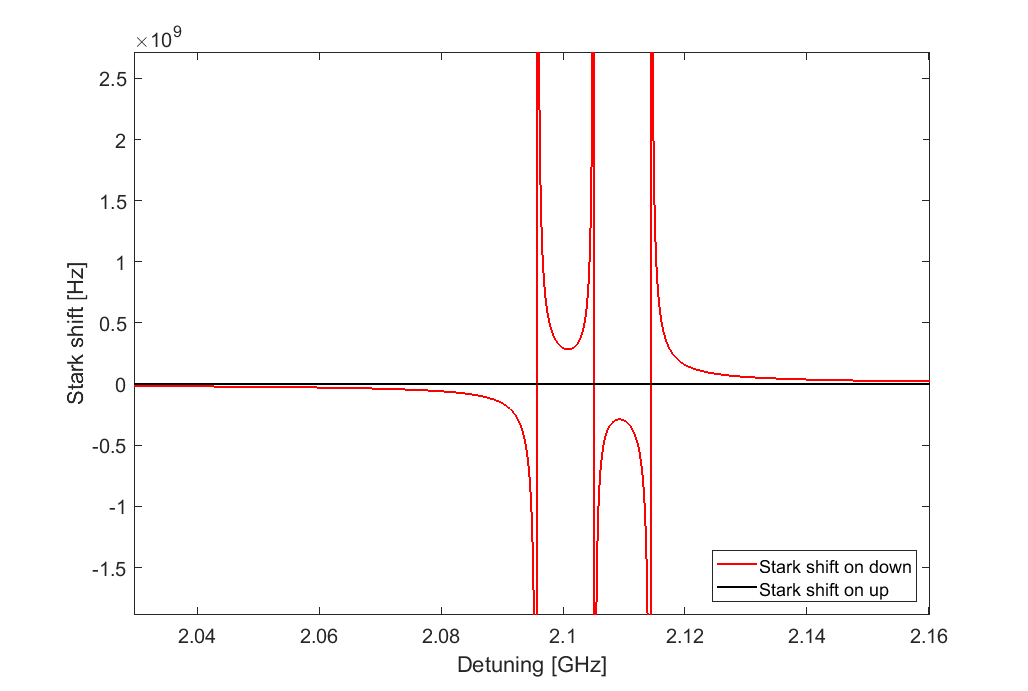 ×10⁹
2.5
2
1.5
1
0.5
0
-0.5
-1
-1.5
Stark shift [Hz]
2.04 2.06 2.08 2.1 2.12 2.14 2.16
Detuning [GHz]
Stark shift on down
Stark shift on up